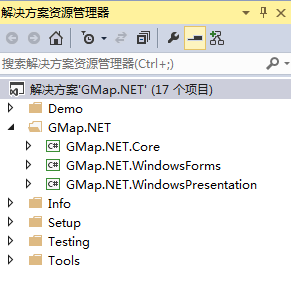 解决方案资源管理器
搜索解决方案资源管理器(Ctrl+;)
解决方案'GMap.NET' (17 个项目)
Demo
GMap.NET
C# GMap.NET.Core
C# GMap.NET.WindowsForms
C# GMap.NET.WindowsPresentation
Info
Setup
Testing
Tools